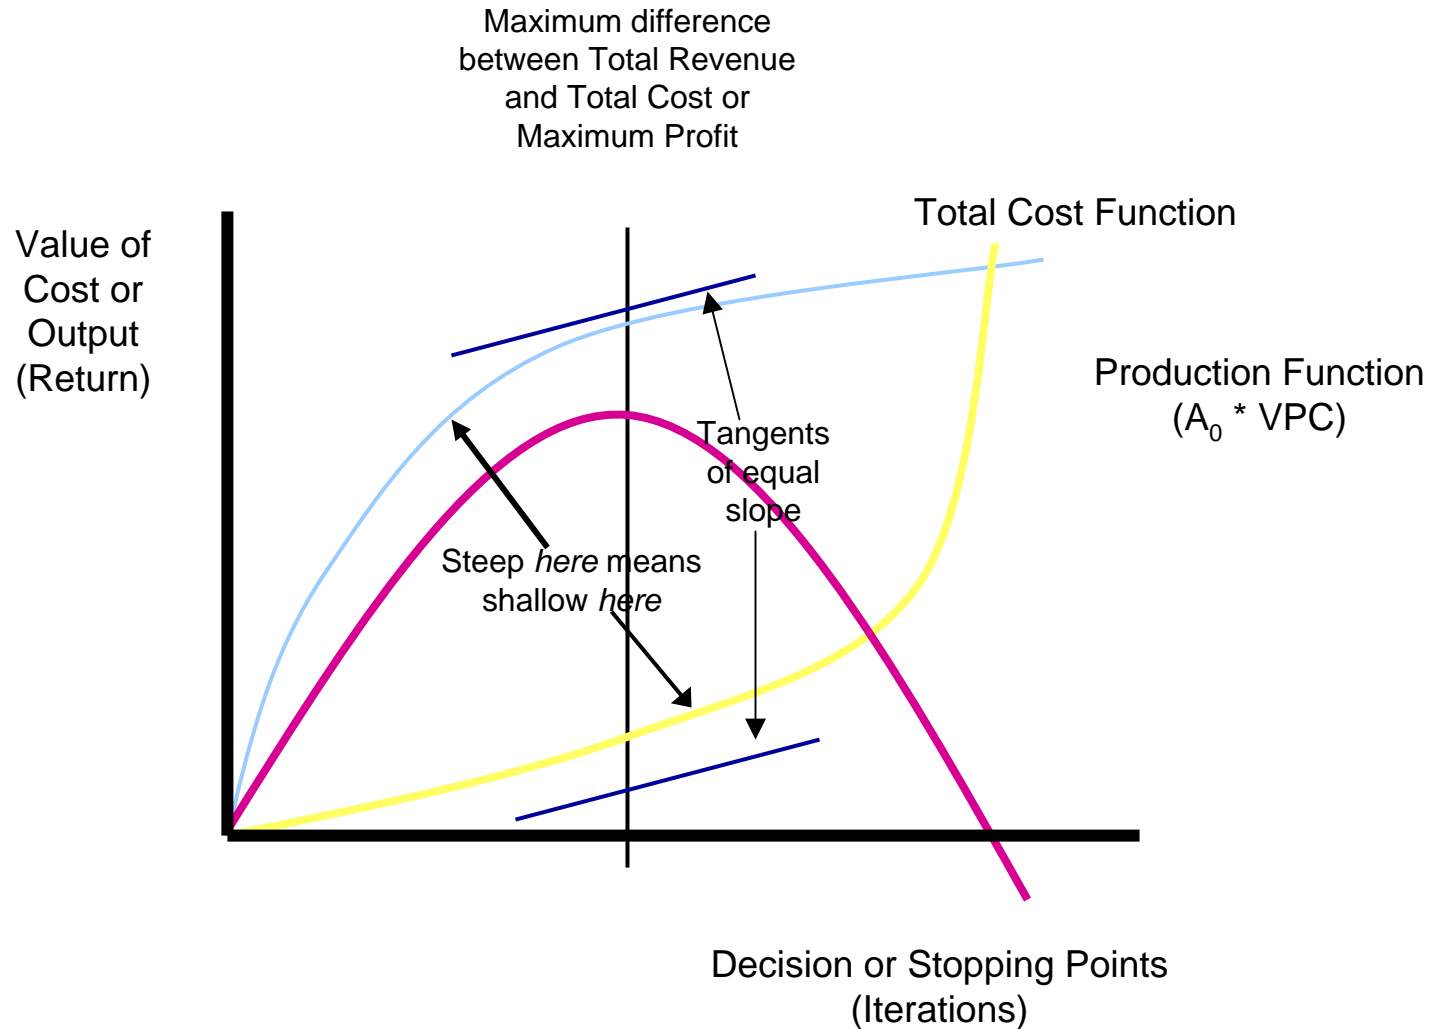 Maximum difference
between Total Revenue
and Total Cost or
Maximum Profit
Total Cost Function
Value of
Cost or
Output
(Return)
Production Function
(A₀ * VPC)
Tangents
of equal
slope
Steep here means
shallow here
Decision or Stopping Points
(Iterations)